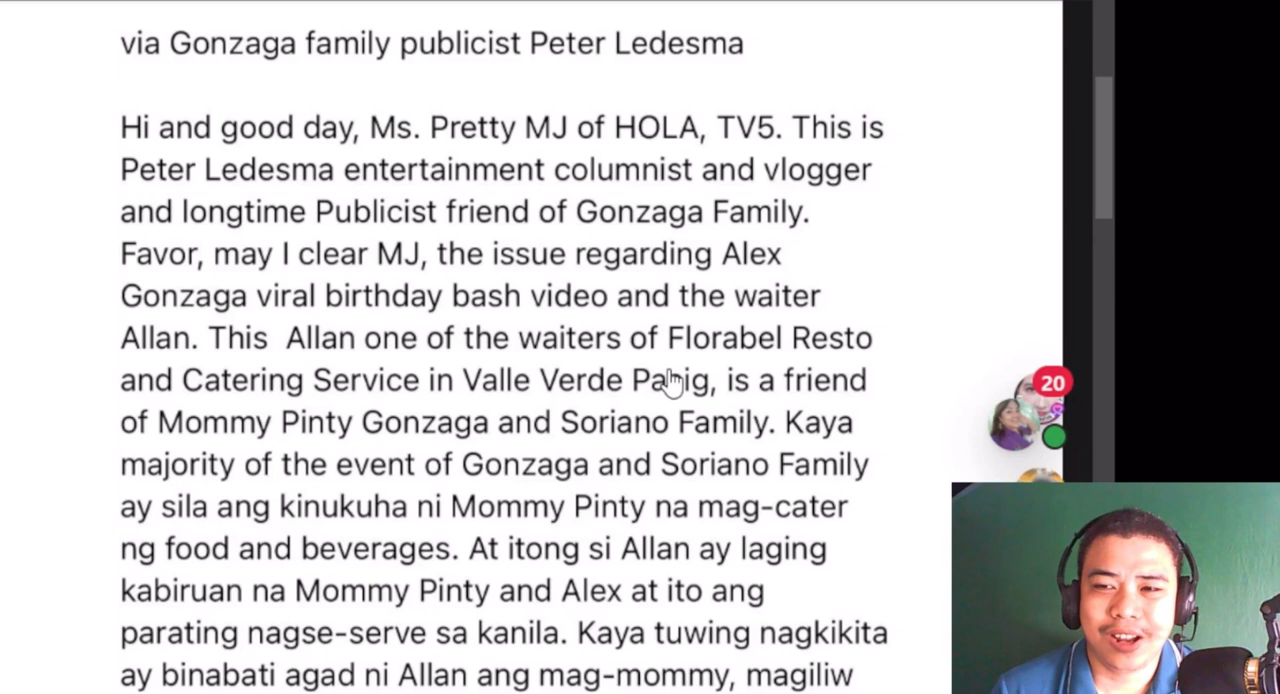 via Gonzaga family publicist Peter Ledesma
Hi and good day, Ms. Pretty MJ of HOLA, TV5. This is
Peter Ledesma entertainment columnist and vlogger
and longtime Publicist friend of Gonzaga Family.
Favor, may I clear MJ, the issue regarding Alex
Gonzaga viral birthday bash video and the waiter
Allan. This Allan one of the waiters of Florabel Resto
and Catering Service in Valle Verde Pasig, is a friend
of Mommy Pinty Gonzaga and Soriano Family. Kaya
majority of the event of Gonzaga and Soriano Family
ay sila ang kinukuha ni Mommy Pinty na mag-cater
ng food and beverages. At itong si Allan ay laging
kabiruan na Mommy Pinty and Alex at ito ang
parating nagse-serve sa kanila. Kaya tuwing nagkikita
ay binabati agad ni Allan ang mag-mommy, magiliw
20